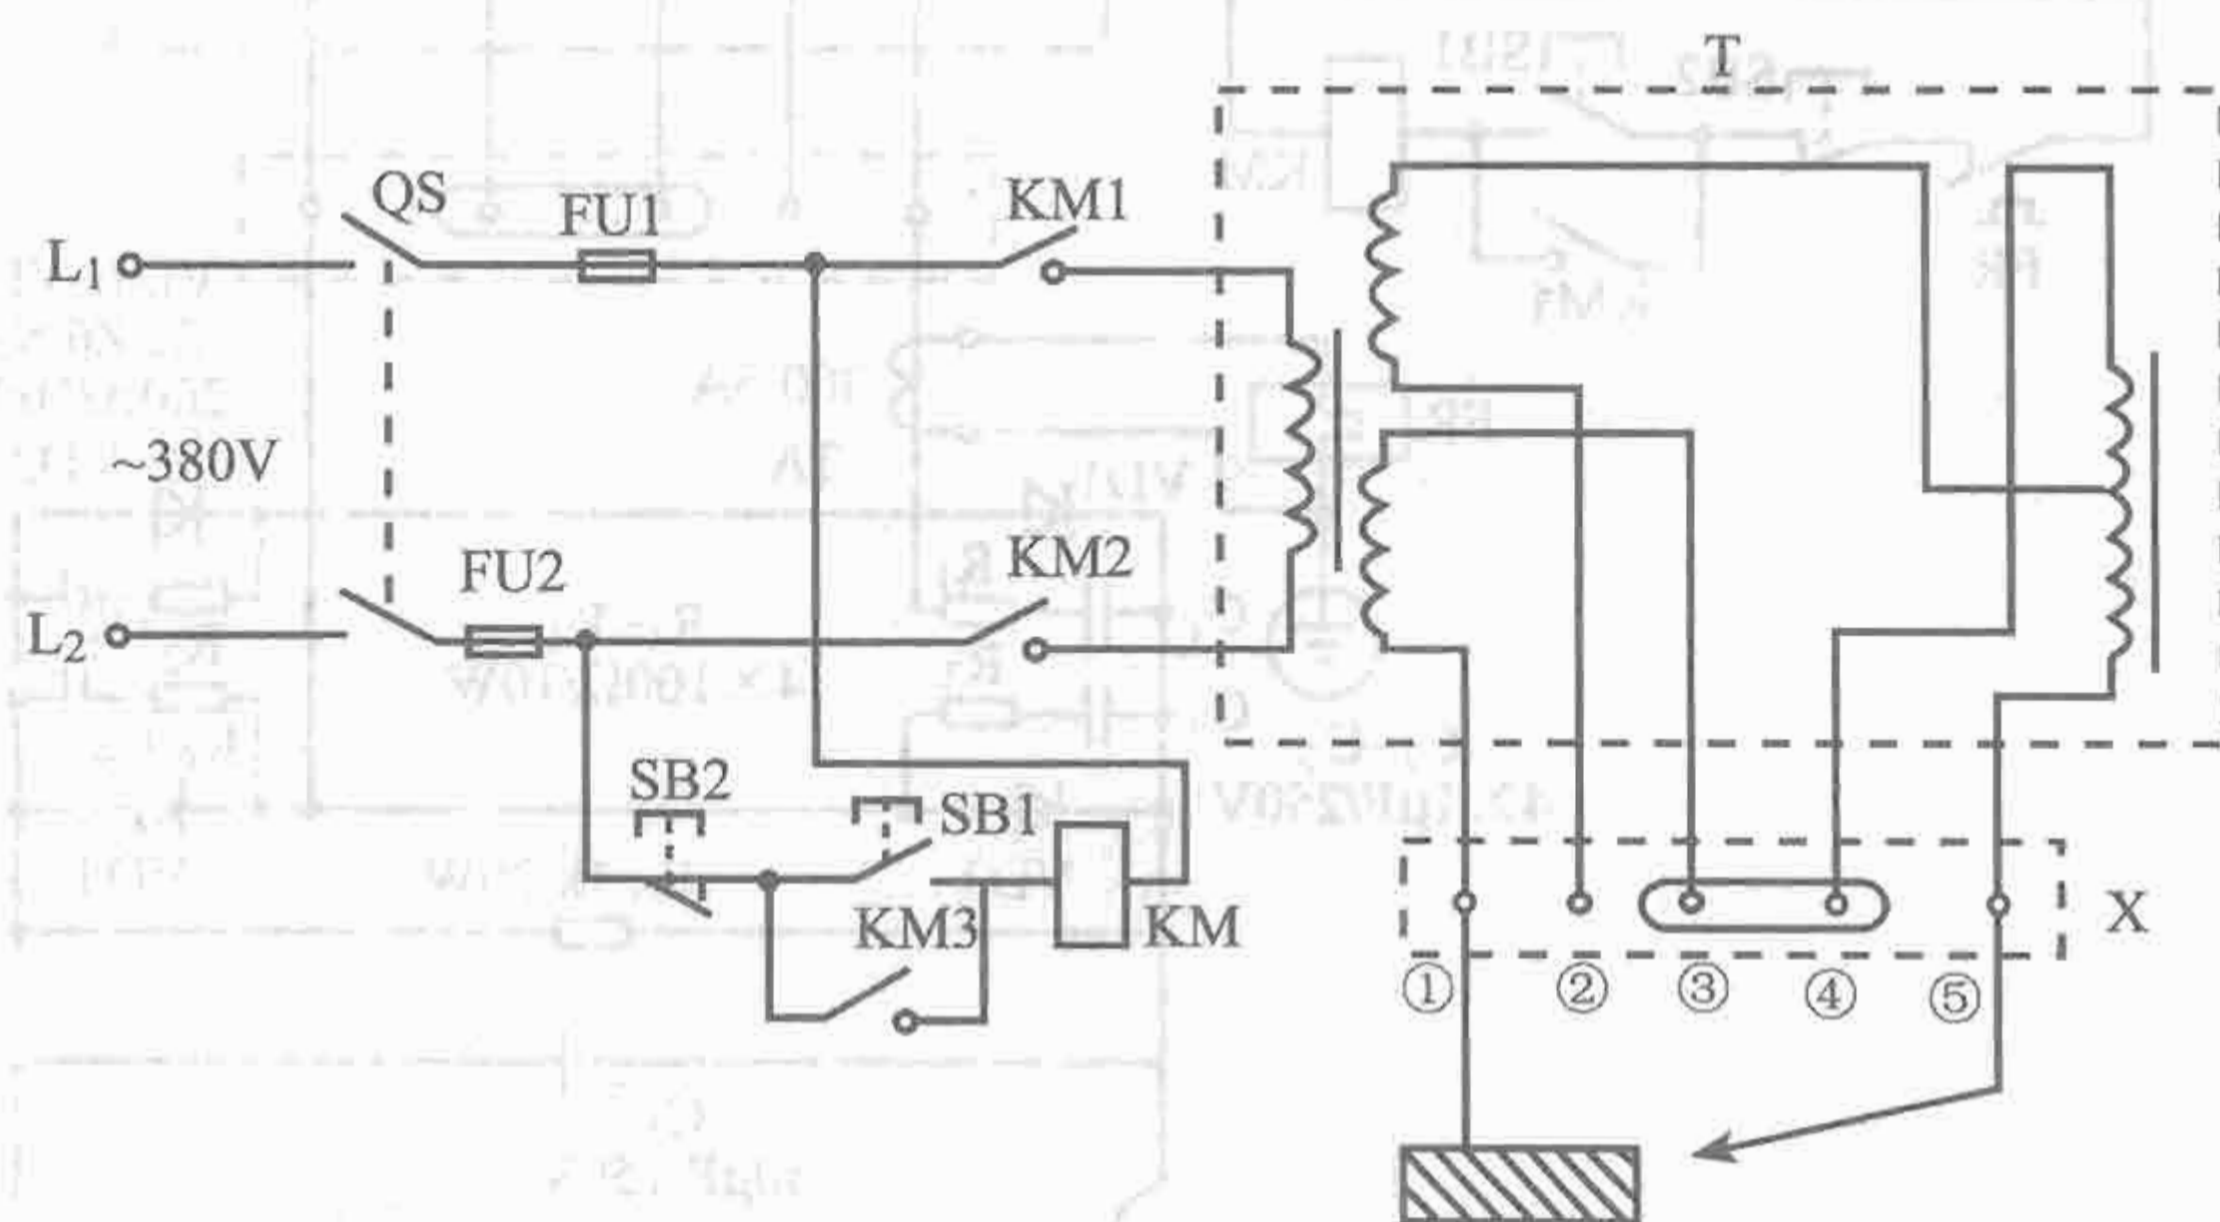 T
QS
FU1
KM1
L₁
~380V
FU2
KM2
L₂
SB2
SB1
KM3
KM
X
① ② ③ ④ ⑤